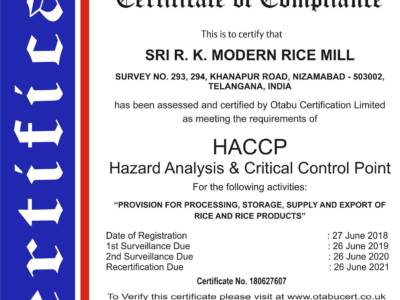 Certificate of Compliance
This is to certify that
SRI R. K. MODERN RICE MILL
SURVEY NO. 293, 294, KHANAPUR ROAD, NIZAMABAD - 503002,
TELANGANA, INDIA
has been assessed and certified by Otabu Certification Limited
as meeting the requirements of
HACCP
Hazard Analysis & Critical Control Point
For the following activities:
“PROVISION FOR PROCESSING, STORAGE, SUPPLY AND EXPORT OF
RICE AND RICE PRODUCTS”
Date of Registration : 27 June 2018
1st Surveillance Due : 26 June 2019
2nd Surveillance Due : 26 June 2020
Recertification Due : 26 June 2021
Certificate No. 180627607
To Verify this certificate please visit at www.otabucert.co.uk
ertifica